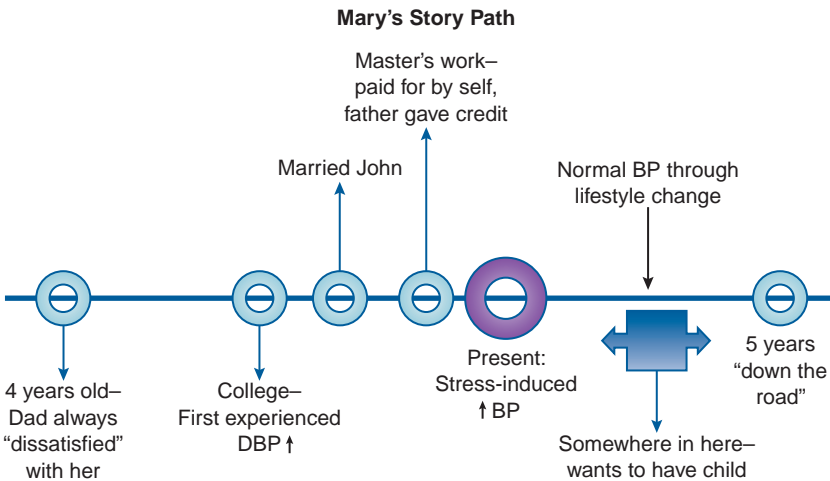 Mary’s Story Path
Master’s work–
paid for by self,
father gave credit
Married John
Normal BP through
lifestyle change
4 years old–
Dad always
“dissatisfied”
with her
College–
First experienced
DBP ↑
Present:
Stress-induced
↑ BP
Somewhere in here–
wants to have child
5 years
“down the
road”